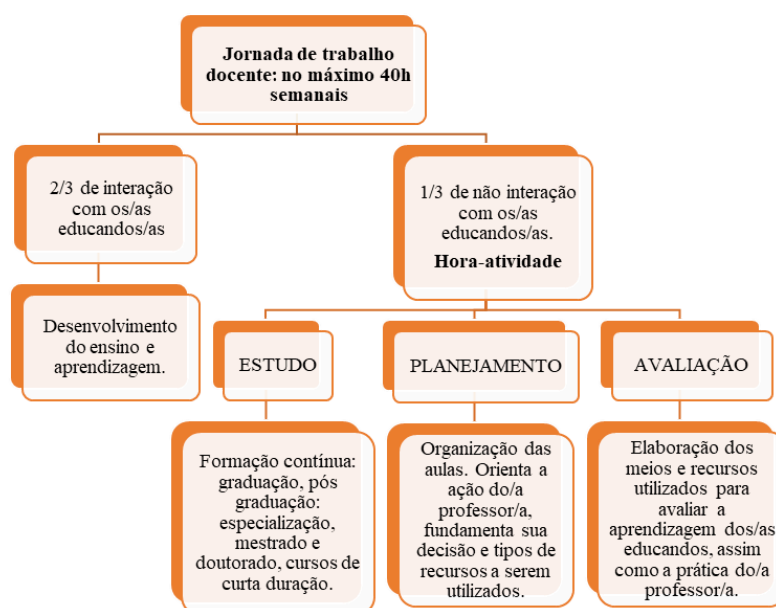 Jornada de trabalho
docente: no máximo 40h
semanais
2/3 de interação
com os/as
educandos/as
1/3 de não interação
com os/as
educandos/as.
Hora-atividade
Desenvolvimento
do ensino e
aprendizagem.
ESTUDO
PLANEJAMENTO
AVALIAÇÃO
Formação contínua:
graduação, pós
graduação:
especialização,
mestrado e
doutorado, cursos de
curta duração.
Organização das
aulas. Orienta a
ação do/a
professor/a,
fundamenta sua
decisão e tipos de
recursos a serem
utilizados.
Elaboração dos
meios e recursos
utilizados para
avaliar a
aprendizagem dos/as
educandos, assim
como a prática do/a
professor/a.